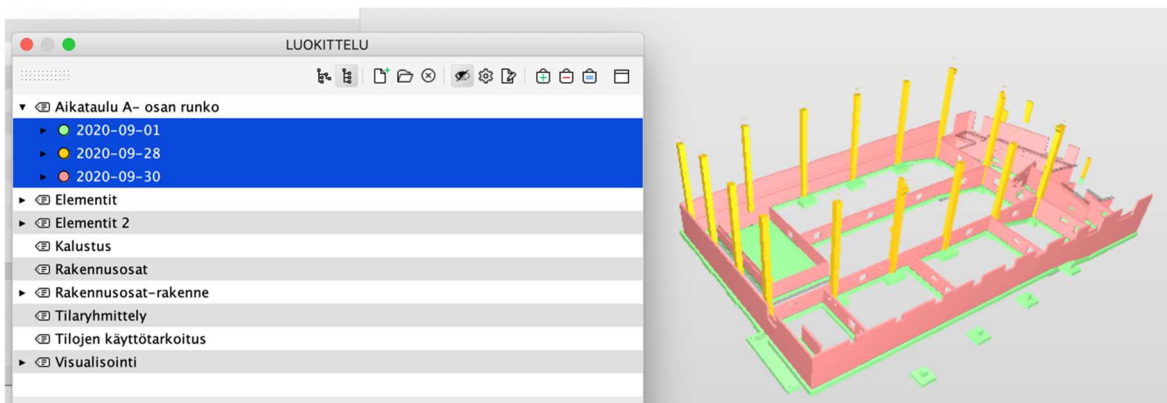 LUOKITTELU
Aikataulu A- osan runko
2020-09-01
2020-09-28
2020-09-30
Elementit
Elementit 2
Kalustus
Rakennusosat
Rakennusosat-rakenne
Tilaryhmittely
Tilojen käyttötarkoitus
Visualisointi